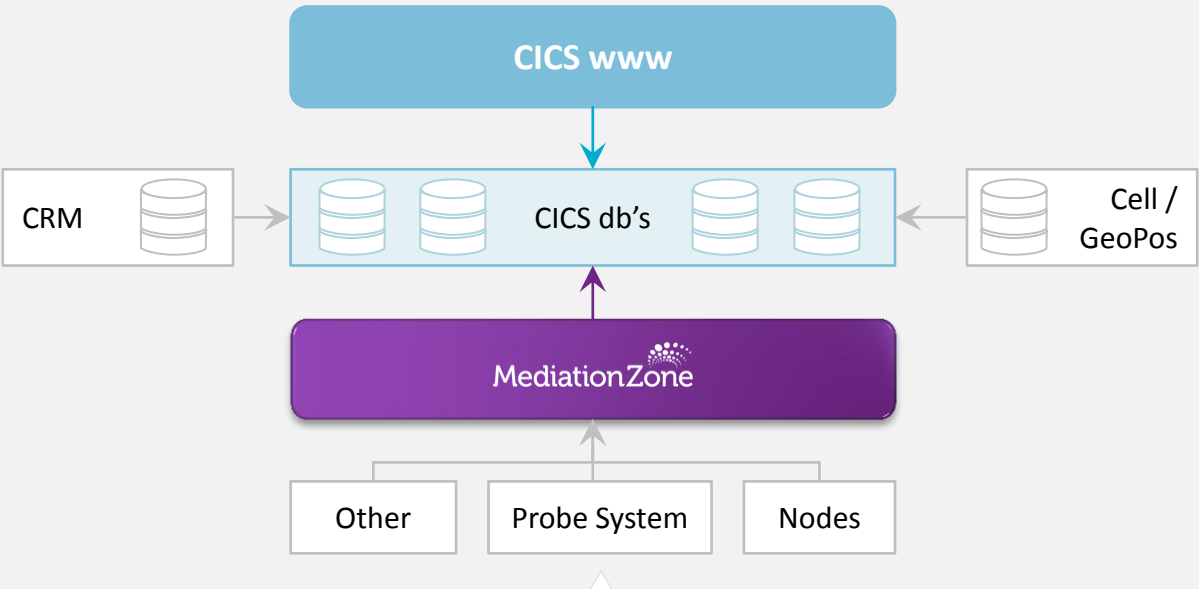 CICS www
CRM
CICS db's
Cell /
GeoPos
MediationZone
Other
Probe System
Nodes